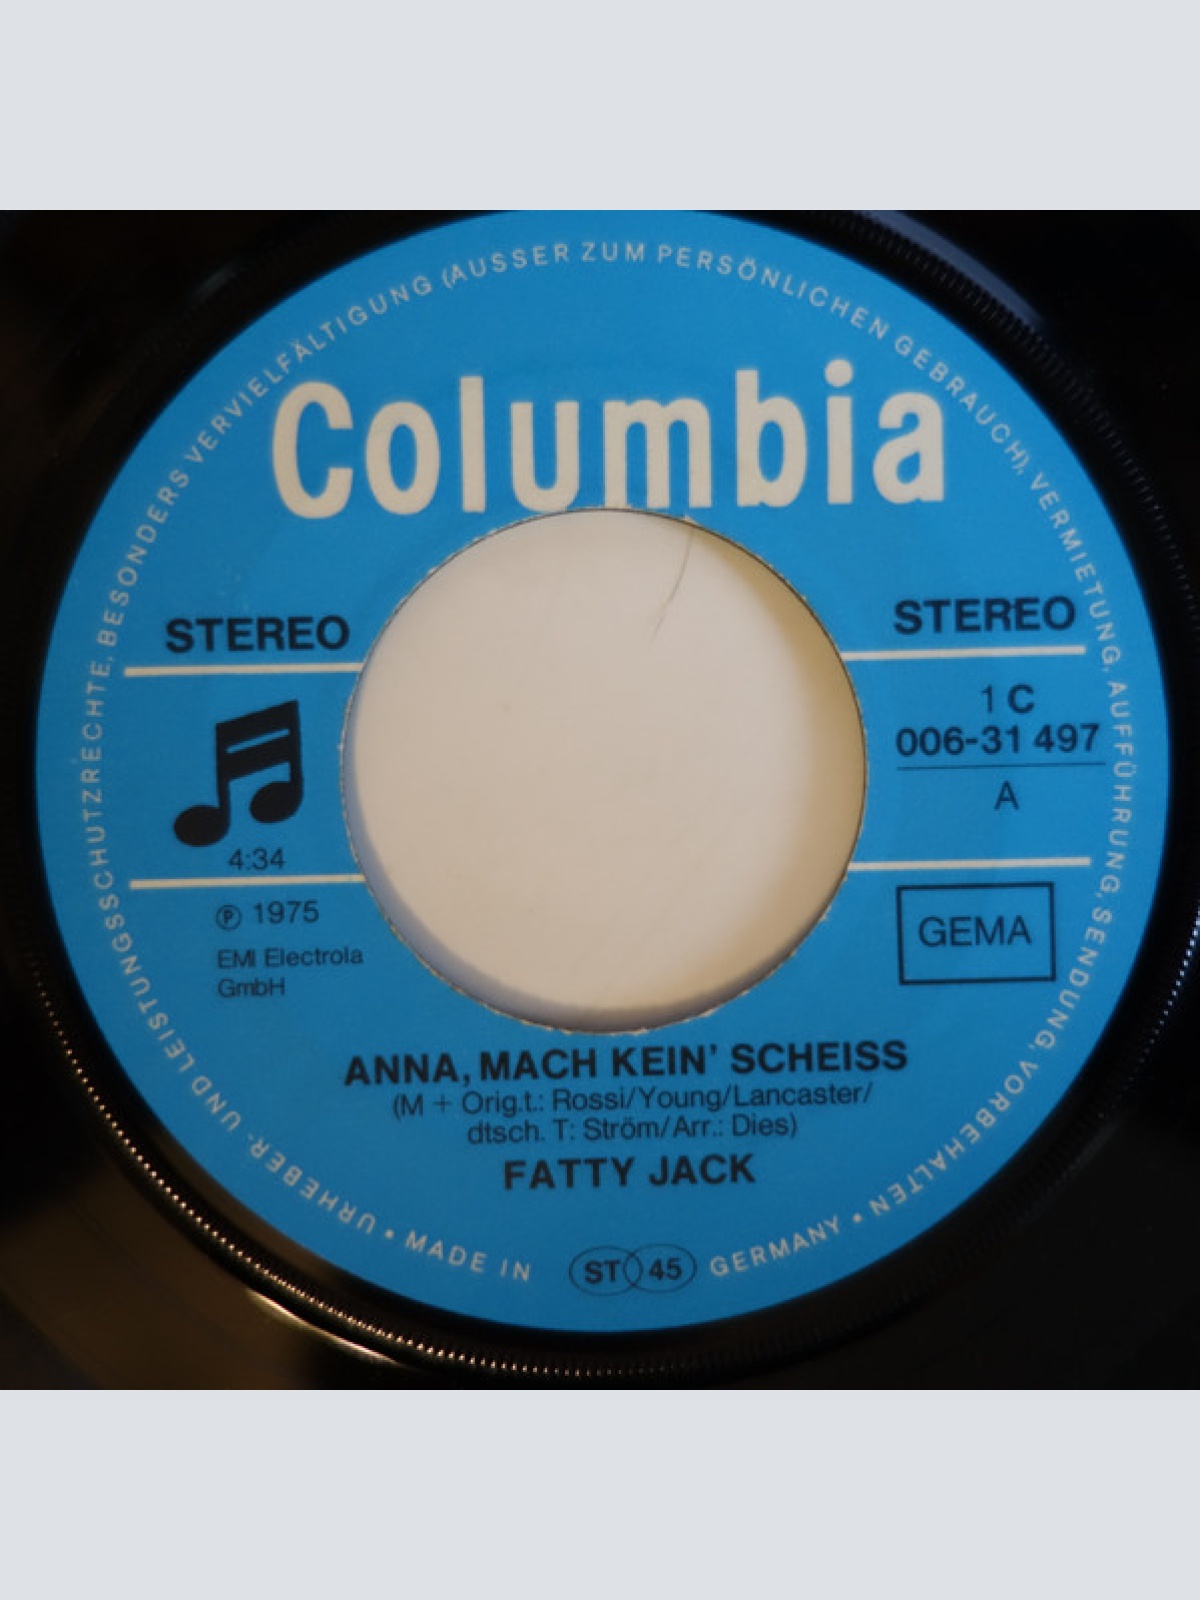 URHEBER- UND LEISTUNGSSCHUTZRECHTE, BESONDERS VERVIELFÄLTIGUNG (AUSSER ZUM PERSÖNLICHEN GEBRAUCH), VERMIETUNG, AUFFÜHRUNG, SENDUNG, VORBEHALTEN •
Columbia
STEREO
STEREO
4:34
1 C
006-31 497
A
℗ 1975
EMI Electrola
GmbH
GEMA
ANNA, MACH KEIN' SCHEISS
(M + Orig.t.: Rossi/Young/Lancaster/
dtsch. T: Ström/Arr.: Dies)
FATTY JACK
• MADE IN ST 45 GERMANY